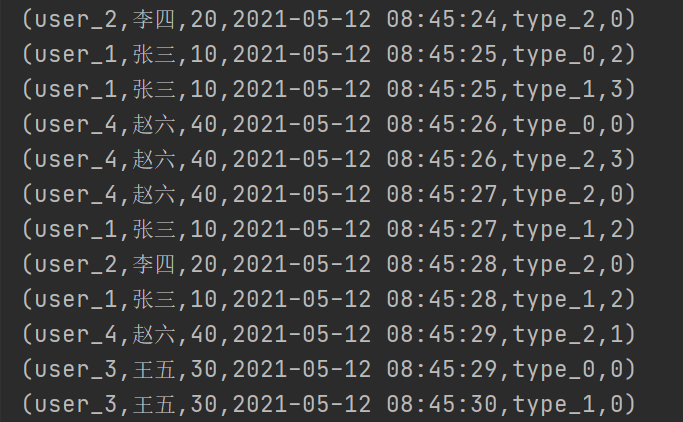 (user_2,李四,20,2021-05-12 08:45:24,type_2,0)
(user_1,张三,10,2021-05-12 08:45:25,type_0,2)
(user_1,张三,10,2021-05-12 08:45:25,type_1,3)
(user_4,赵六,40,2021-05-12 08:45:26,type_0,0)
(user_4,赵六,40,2021-05-12 08:45:26,type_2,3)
(user_4,赵六,40,2021-05-12 08:45:27,type_2,0)
(user_1,张三,10,2021-05-12 08:45:27,type_1,2)
(user_2,李四,20,2021-05-12 08:45:28,type_2,0)
(user_1,张三,10,2021-05-12 08:45:28,type_1,2)
(user_4,赵六,40,2021-05-12 08:45:29,type_2,1)
(user_3,王五,30,2021-05-12 08:45:29,type_0,0)
(user_3,王五,30,2021-05-12 08:45:30,type_1,0)